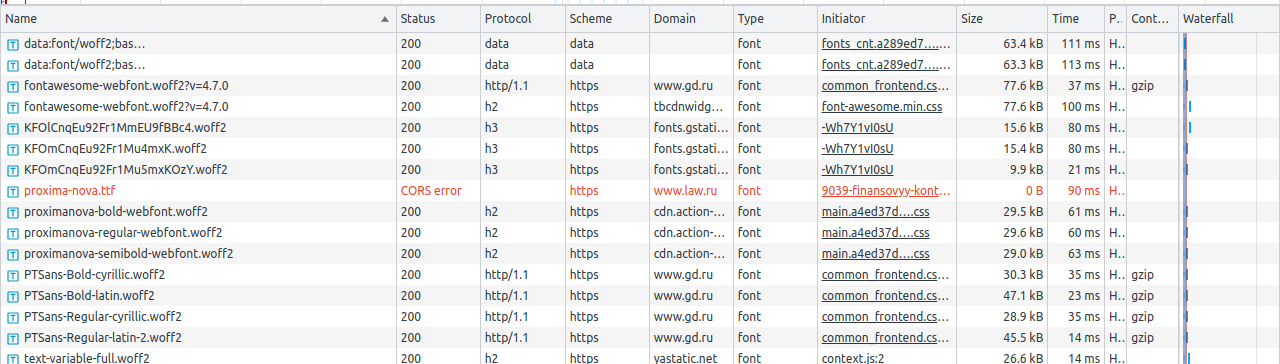 Name Status Protocol Scheme Domain Type Initiator Size Time P.. Cont... Waterfall
data:font/woff2;bas... 200 data data font fonts_cnt.a289ed7.... 63.4 kB 111 ms H..
data:font/woff2;bas... 200 data data font fonts_cnt.a289ed7.... 63.3 kB 113 ms H..
fontawesome-webfont.woff2?v=4.7.0 200 http/1.1 https www.gd.ru font common_frontend.cs... 77.6 kB 37 ms H.. gzip
fontawesome-webfont.woff2?v=4.7.0 200 h2 https tbcdnwidg... font font-awesome.min.css 77.6 kB 100 ms H..
KFOlCnqEu92Fr1MmEU9fBBc4.woff2 200 h3 https fonts.gstati... font -Wh7Y1vI0sU 15.6 kB 80 ms H..
KFOmCnqEu92Fr1Mu4mxK.woff2 200 h3 https fonts.gstati... font -Wh7Y1vI0sU 15.4 kB 80 ms H..
KFOmCnqEu92Fr1Mu5mxKOzY.woff2 200 h3 https fonts.gstati... font -Wh7Y1vI0sU 9.9 kB 21 ms H..
proxima-nova.ttf CORS error https www.law.ru font 9039-finansovyy-kont... 0 B 90 ms H..
proximanova-bold-webfont.woff2 200 h2 https cdn.action-... font main.a4ed37d....css 29.5 kB 61 ms H..
proximanova-regular-webfont.woff2 200 h2 https cdn.action-... font main.a4ed37d....css 29.6 kB 60 ms H..
proximanova-semibold-webfont.woff2 200 h2 https cdn.action-... font main.a4ed37d....css 29.0 kB 63 ms H..
PTSans-Bold-cyrillic.woff2 200 http/1.1 https www.gd.ru font common_frontend.cs... 30.3 kB 35 ms H.. gzip
PTSans-Bold-latin.woff2 200 http/1.1 https www.gd.ru font common_frontend.cs... 47.1 kB 23 ms H.. gzip
PTSans-Regular-cyrillic.woff2 200 http/1.1 https www.gd.ru font common_frontend.cs... 28.9 kB 35 ms H.. gzip
PTSans-Regular-latin-2.woff2 200 http/1.1 https www.gd.ru font common_frontend.cs... 45.5 kB 14 ms H.. gzip
text-variable-full.woff2 200 h2 https yastatic.net font context.js:2 26.6 kB 14 ms H..